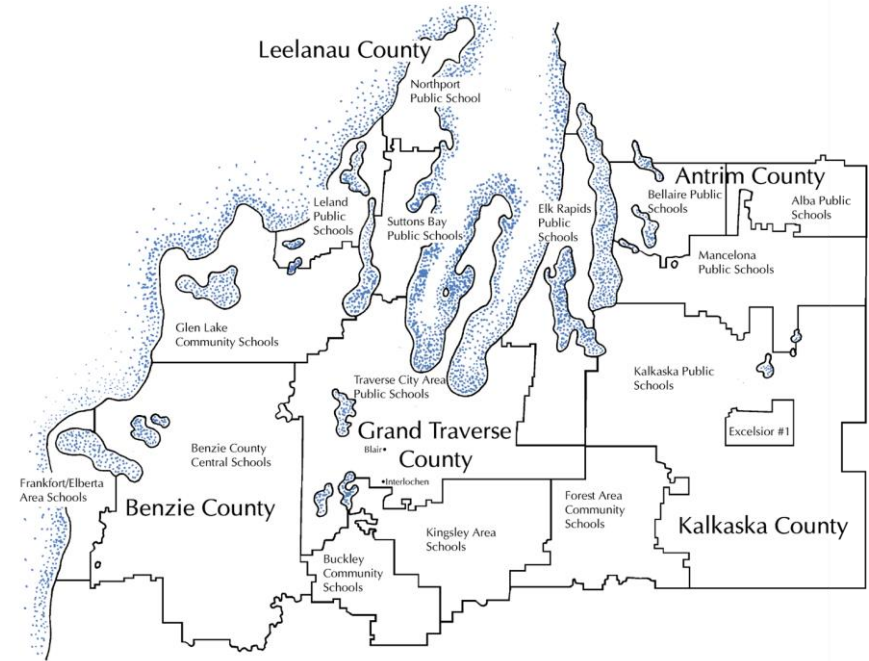 Leelanau County
Northport
Public School
Antrim County
Bellaire Public
Schools
Alba Public
Schools
Leland
Public
Schools
Suttons Bay
Public Schools
Elk Rapids
Public
Schools
Mancelona
Public Schools
Glen Lake
Community Schools
Traverse City Area
Public Schools
Kalkaska Public
Schools
Excelsior #1
Grand Traverse
County
Blair
Interlochen
Benzie County
Central Schools
Frankfort/Elberta
Area Schools
Benzie County
Forest Area
Community
Schools
Kalkaska County
Kingsley Area
Schools
Buckley
Community
Schools